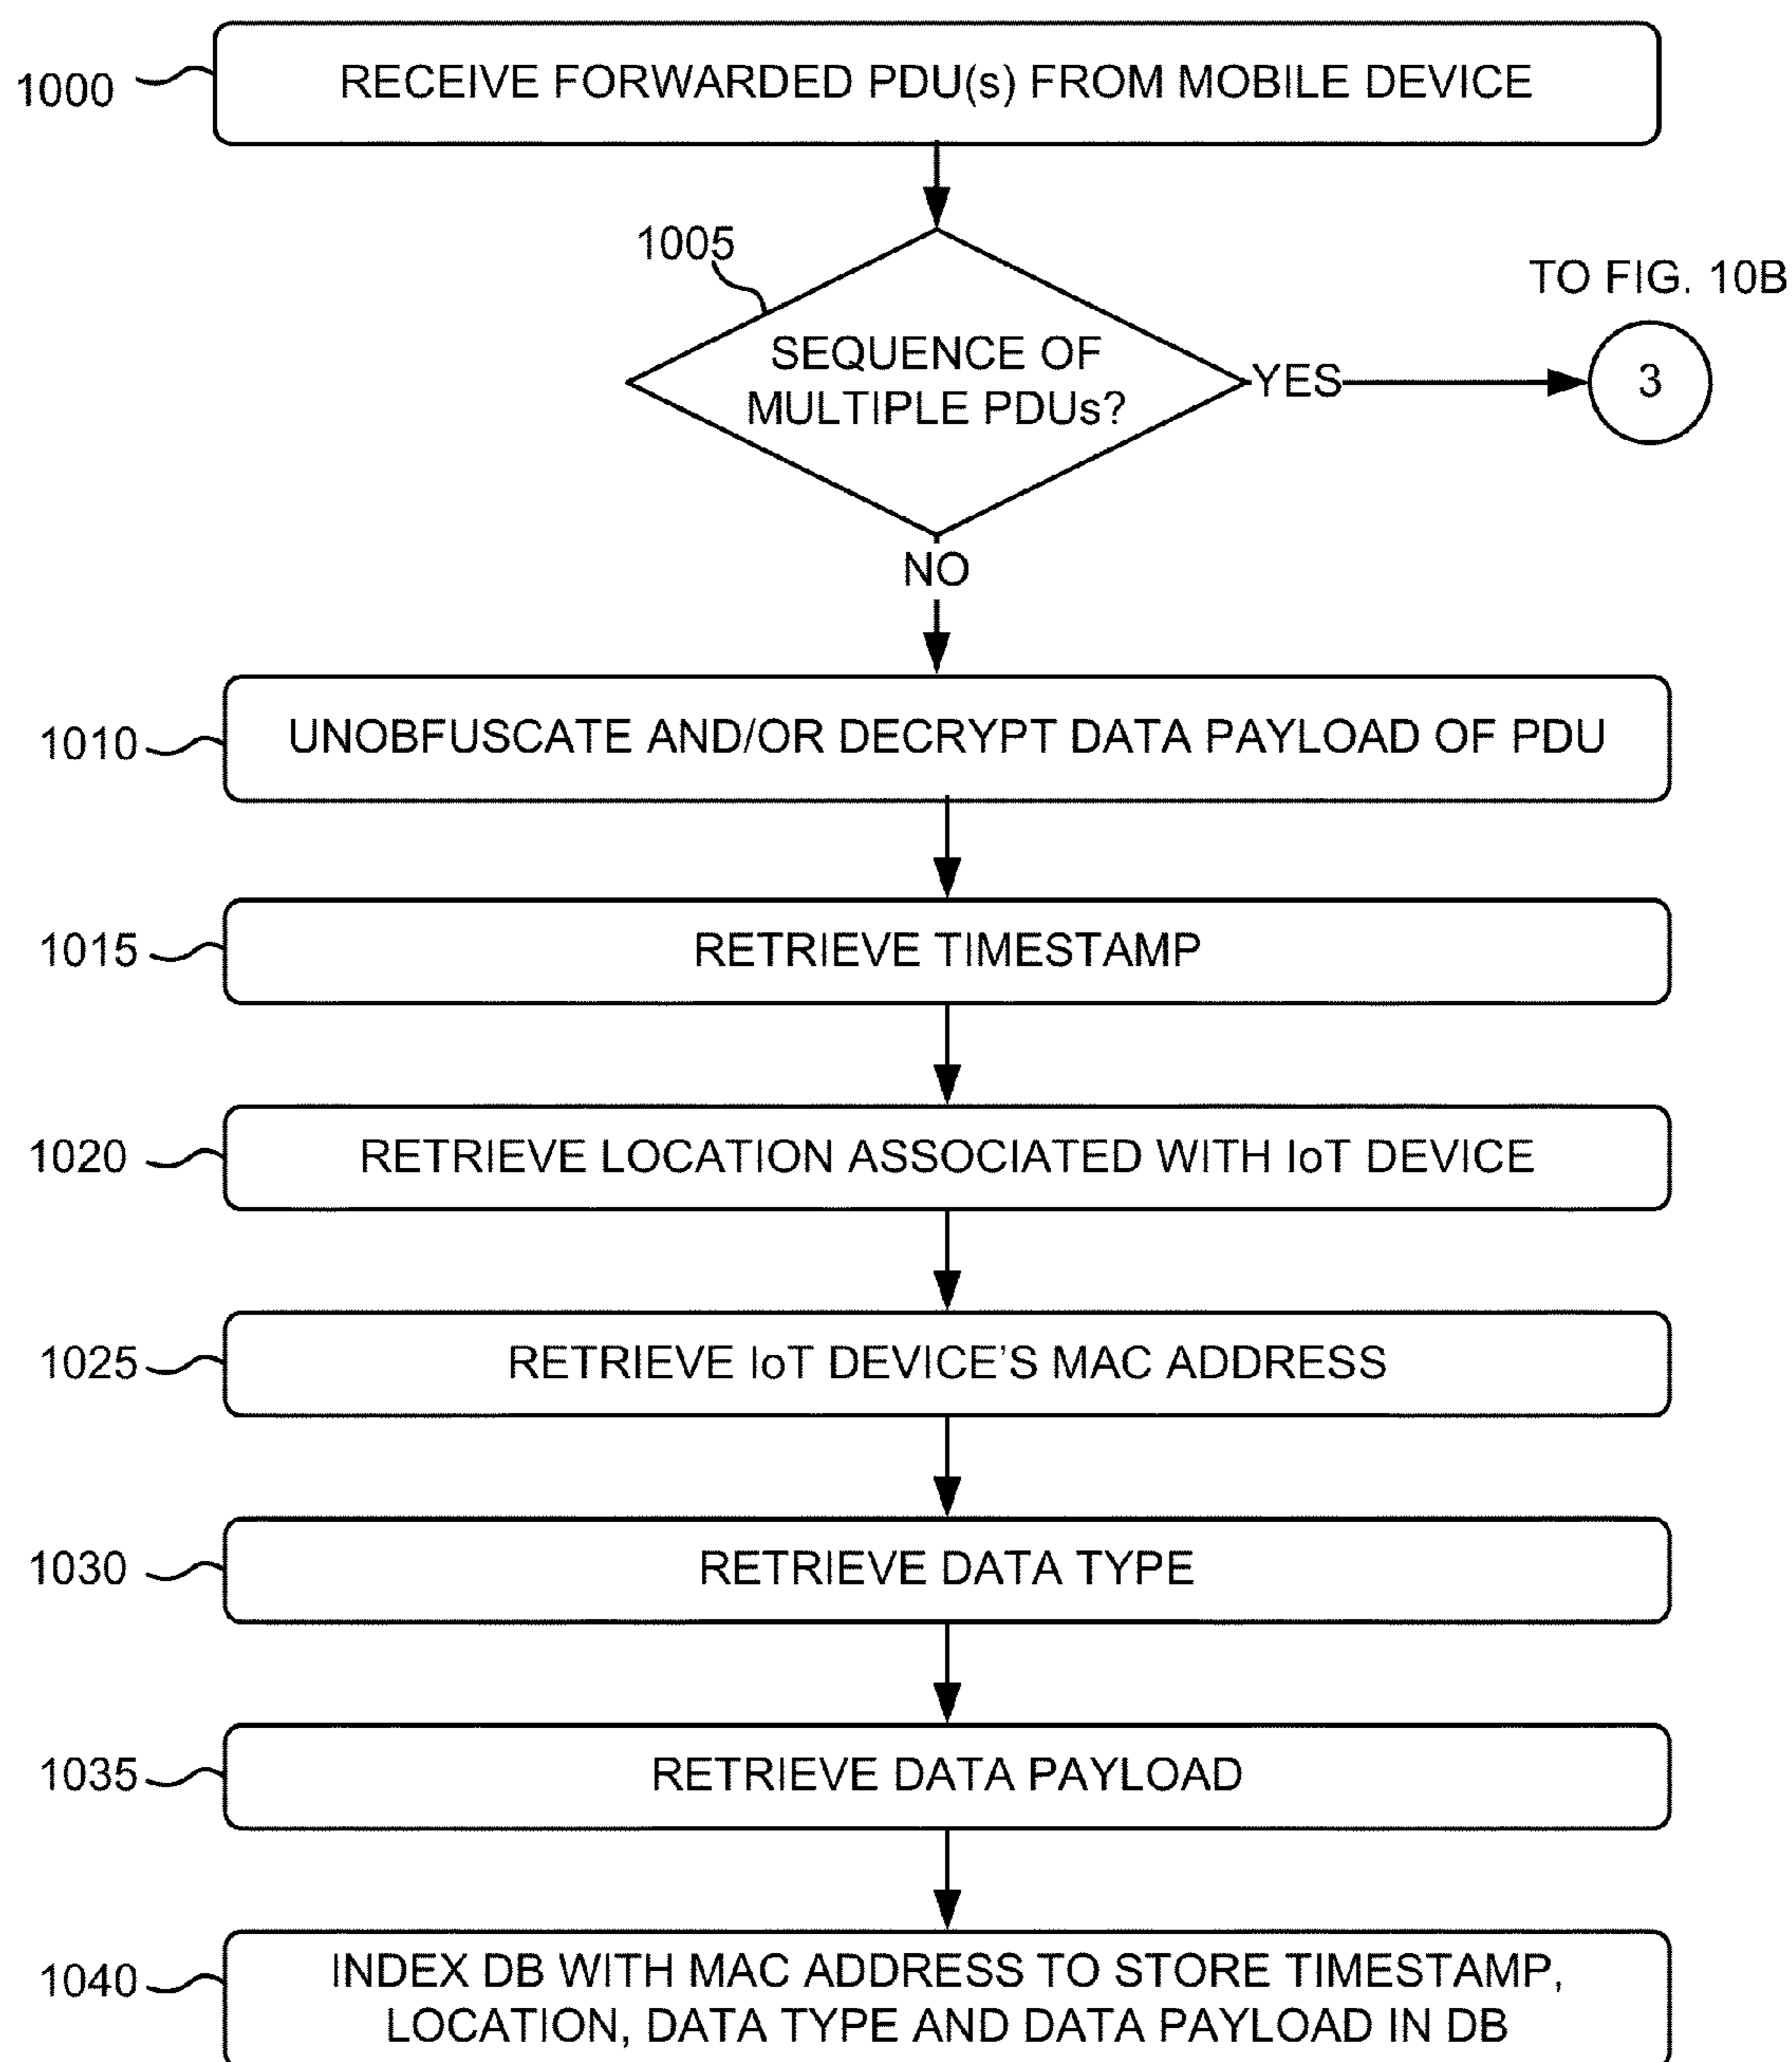 1000
RECEIVE FORWARDED PDU(s) FROM MOBILE DEVICE
1005
TO FIG. 10B
SEQUENCE OF
MULTIPLE PDUs?
YES
3
NO
1010
UNOBFUSCATE AND/OR DECRYPT DATA PAYLOAD OF PDU
1015
RETRIEVE TIMESTAMP
1020
RETRIEVE LOCATION ASSOCIATED WITH IoT DEVICE
1025
RETRIEVE IoT DEVICE'S MAC ADDRESS
1030
RETRIEVE DATA TYPE
1035
RETRIEVE DATA PAYLOAD
1040
INDEX DB WITH MAC ADDRESS TO STORE TIMESTAMP,
LOCATION, DATA TYPE AND DATA PAYLOAD IN DB